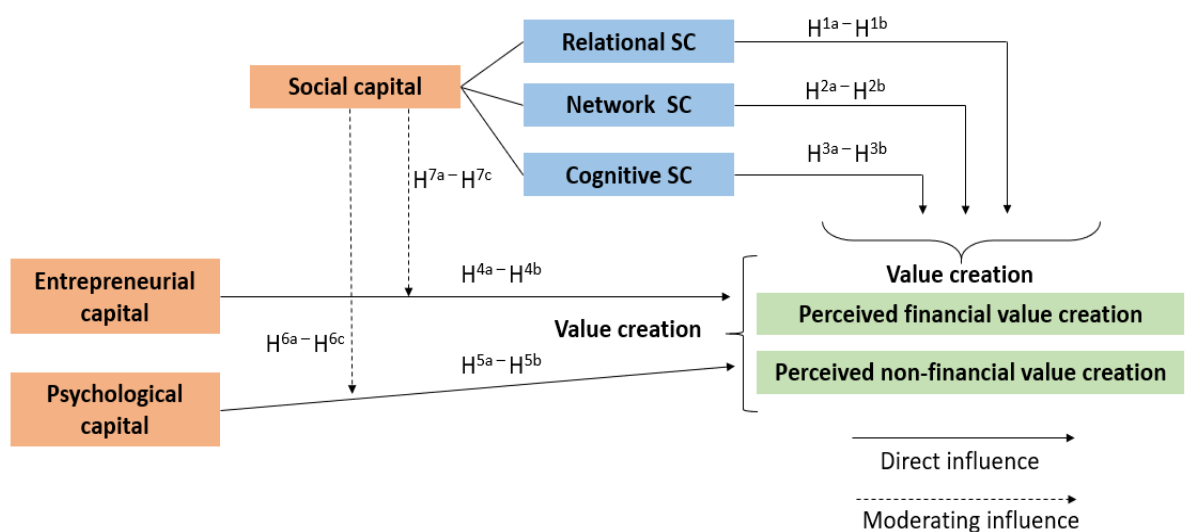 Relational SC
H1a – H1b
Social capital
Network SC
H2a – H2b
Cognitive SC
H3a – H3b
H7a – H7c
Entrepreneurial
capital
H4a – H4b
Value creation
Perceived financial value creation
Value creation
H6a – H6c
H5a – H5b
Perceived non-financial value creation
Psychological
capital
Direct influence
Moderating influence